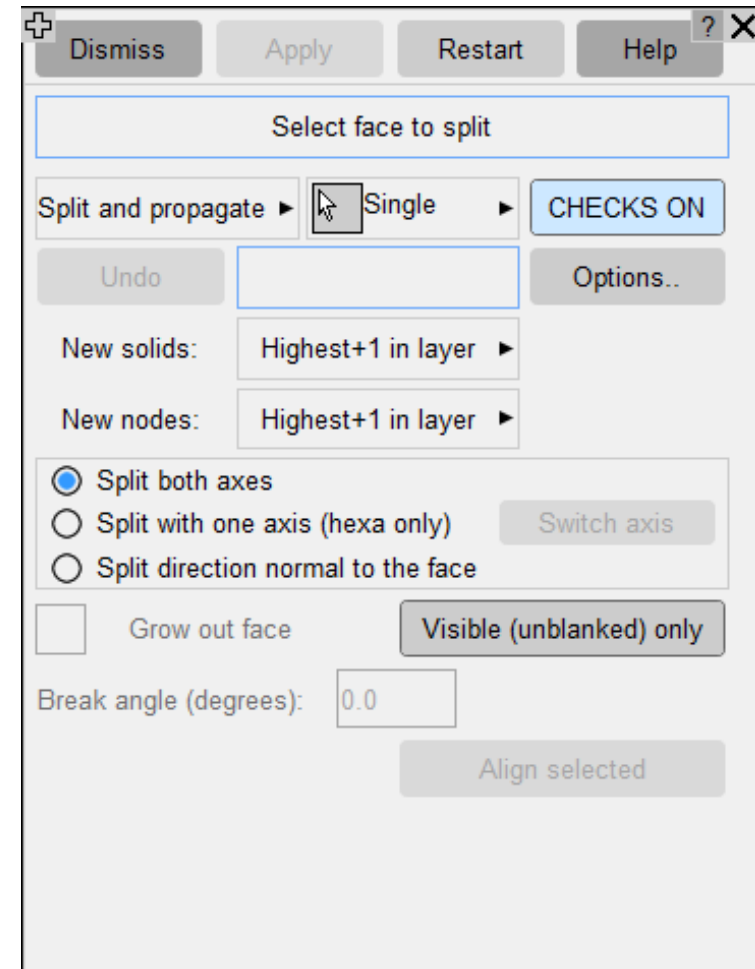 ?
Dismiss Apply Restart Help
Select face to split
Split and propagate Single CHECKS ON
Undo Options..
New solids: Highest+1 in layer
New nodes: Highest+1 in layer
Split both axes
Split with one axis (hexa only) Switch axis
Split direction normal to the face
Grow out face Visible (unblanked) only
Break angle (degrees): 0.0
Align selected